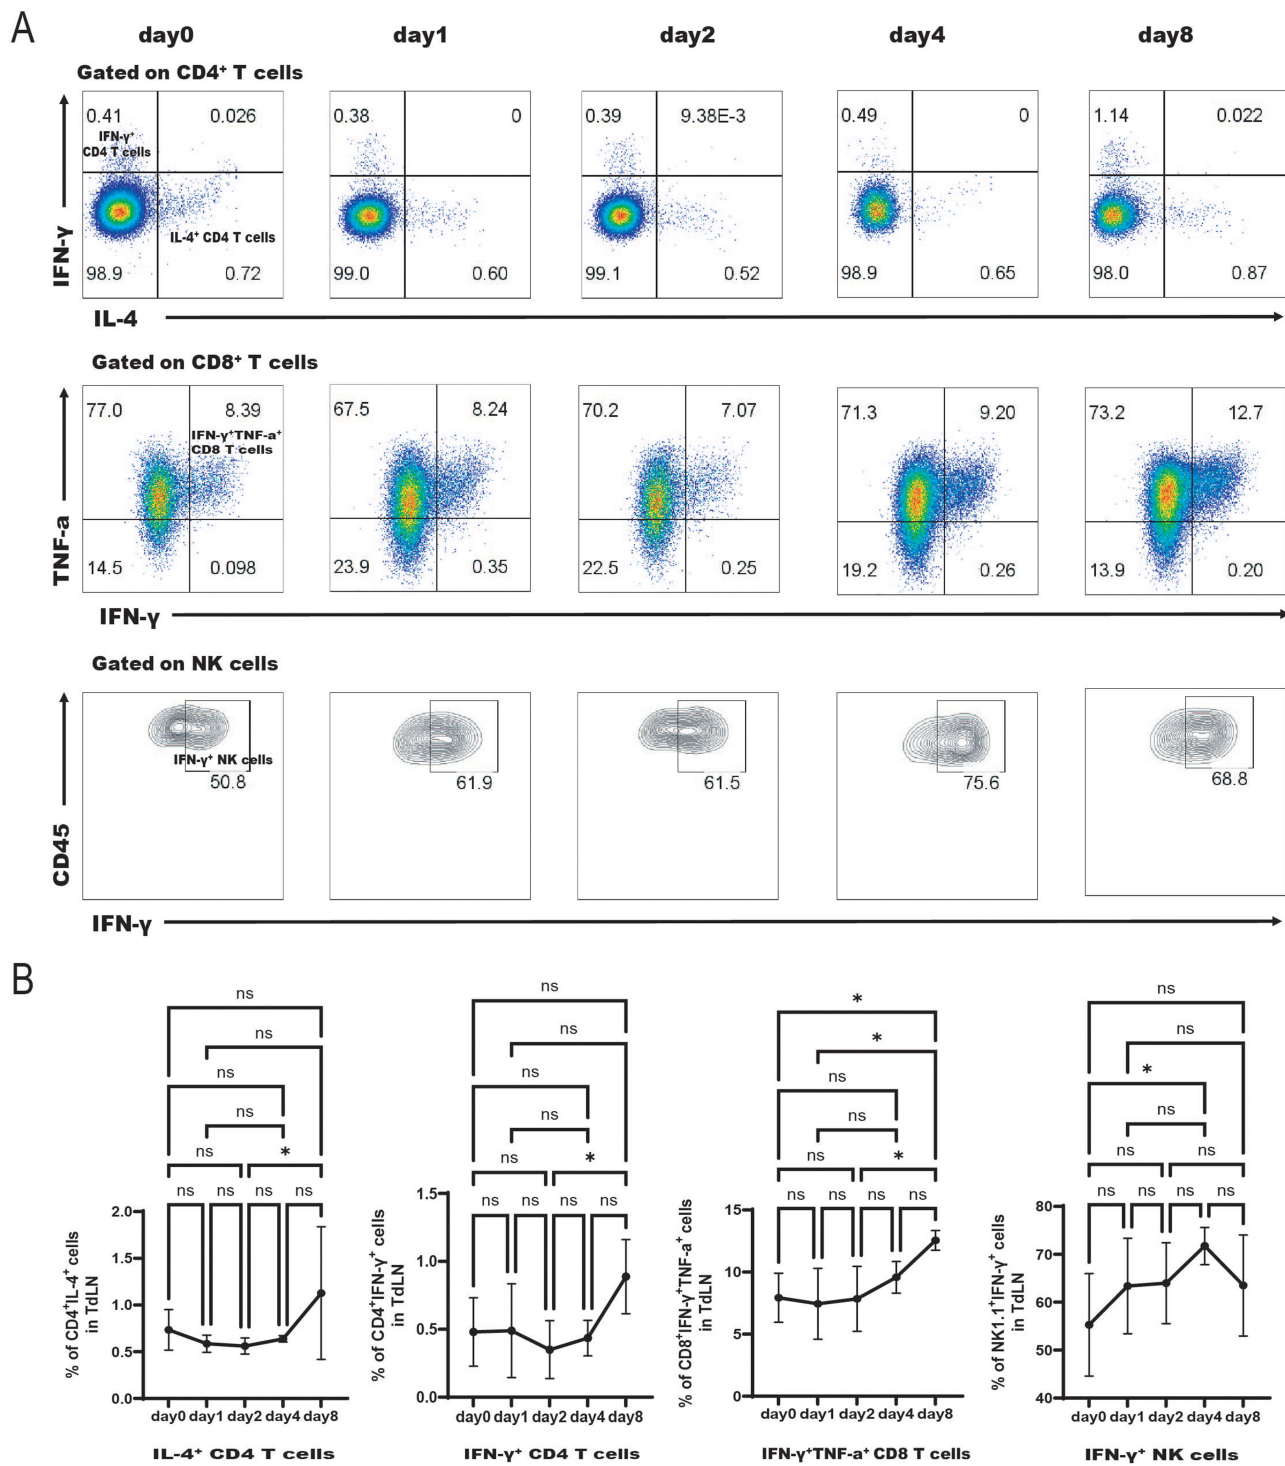 A
day0 day1 day2 day4 day8
Gated on CD4⁺ T cells
0.41 0.026 0.38 0 0.39 9.38E-3 0.49 0 1.14 0.022
IFN-γ⁺
CD4 T cells
IL-4⁺ CD4 T cells
98.9 0.72 99.0 0.60 99.1 0.52 98.9 0.65 98.0 0.87
IFN-γ
IL-4
Gated on CD8⁺ T cells
77.0 8.39 67.5 8.24 70.2 7.07 71.3 9.20 73.2 12.7
IFN-γ⁺TNF-a⁺
CD8 T cells
14.5 0.098 23.9 0.35 22.5 0.25 19.2 0.26 13.9 0.20
TNF-a
IFN-γ
Gated on NK cells
IFN-γ⁺ NK cells
50.8 61.9 61.5 75.6 68.8
CD45
IFN-γ
B
ns
ns
ns
ns
ns *
ns ns ns ns
% of CD4⁺IL-4⁺ cells
in TdLN
2.0
1.5
1.0
0.5
0.0
day0 day1 day2 day4 day8
IL-4⁺ CD4 T cells
ns
ns
ns
ns
ns *
ns ns ns ns
% of CD4⁺IFN-γ⁺ cells
in TdLN
1.5
1.0
0.5
0.0
day0 day1 day2 day4 day8
IFN-γ⁺ CD4 T cells
*
*
ns
ns
ns *
ns ns ns ns
% of CD8⁺IFN-γ⁺TNF-a⁺ cells
in TdLN
15
10
5
0
day0 day1 day2 day4 day8
IFN-γ⁺TNF-a⁺ CD8 T cells
ns
ns
*
ns
ns ns
ns ns ns ns
% of NK1.1⁺IFN-γ⁺ cells
in TdLN
80
70
60
50
40
day0 day1 day2 day4 day8
IFN-γ⁺ NK cells